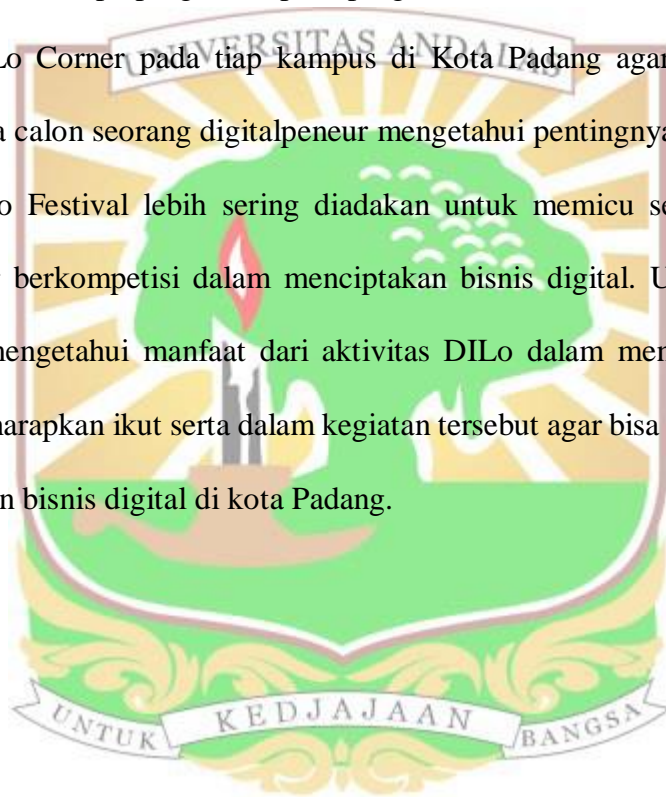 Lo Corner pada tiap kampus di Kota Padang agar
UNIVERSITAS ANDALAS
a calon seorang digitalpeneur mengetahui pentingnya
o Festival lebih sering diadakan untuk memicu
berkompetisi dalam menciptakan bisnis digital.
mengetahui manfaat dari aktivitas DILo dalam
harapkan ikut serta dalam kegiatan tersebut agar bisa
n bisnis digital di kota Padang.
UNTUK KEDJAJAAN BANGSA